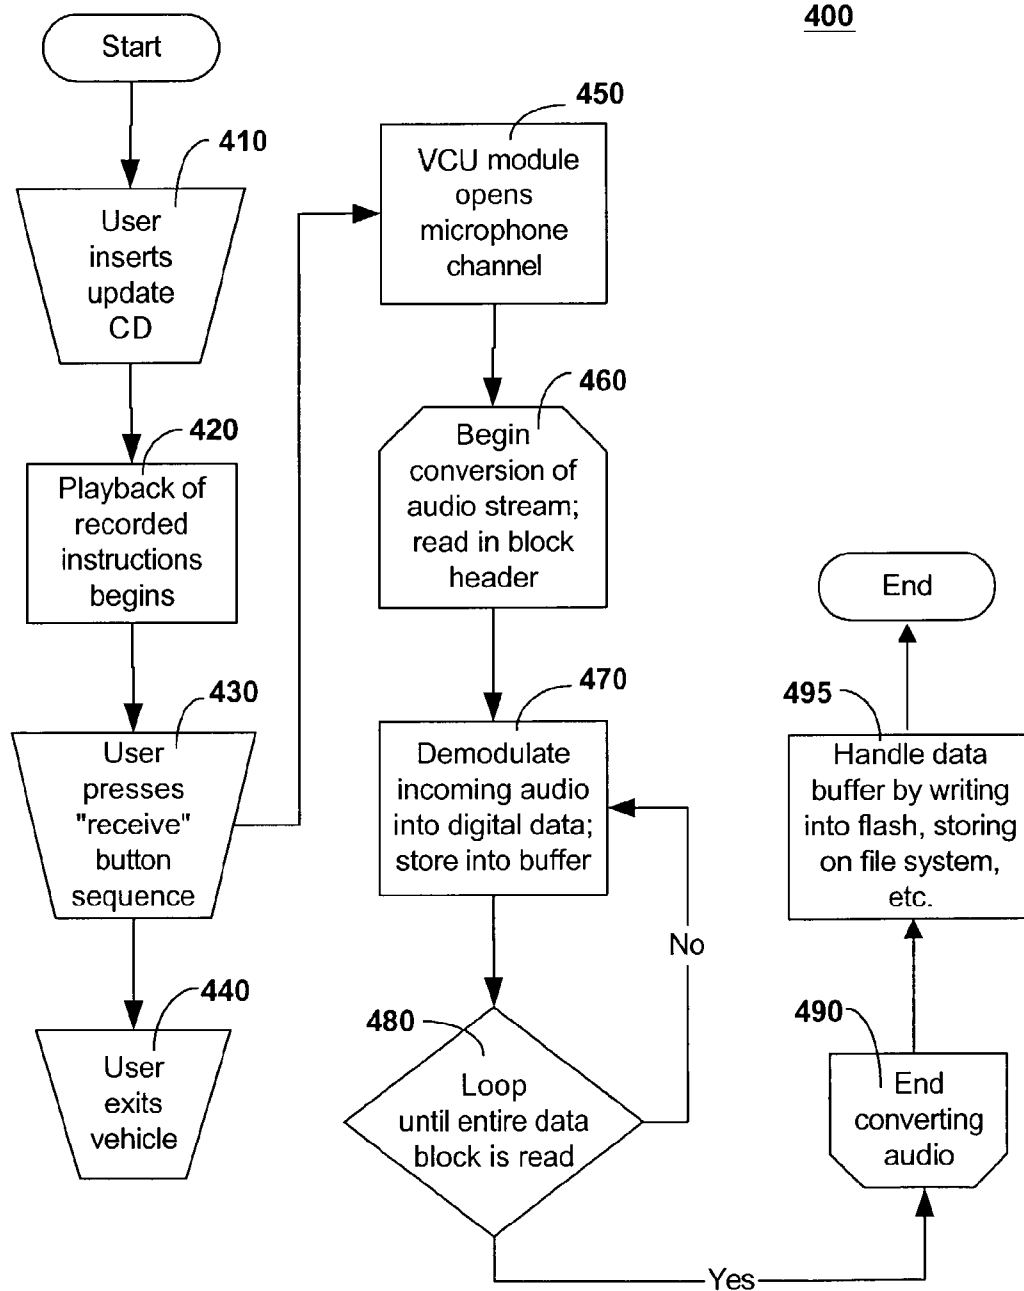 400
Start
410
User
inserts
update
CD
420
Playback of
recorded
instructions
begins
430
User
presses
"receive"
button
sequence
440
User
exits
vehicle
450
VCU module
opens
microphone
channel
460
Begin
conversion of
audio stream;
read in block
header
470
Demodulate
incoming audio
into digital data;
store into buffer
No
480
Loop
until entire data
block is read
Yes
490
End
converting
audio
495
Handle data
buffer by writing
into flash, storing
on file system,
etc.
End